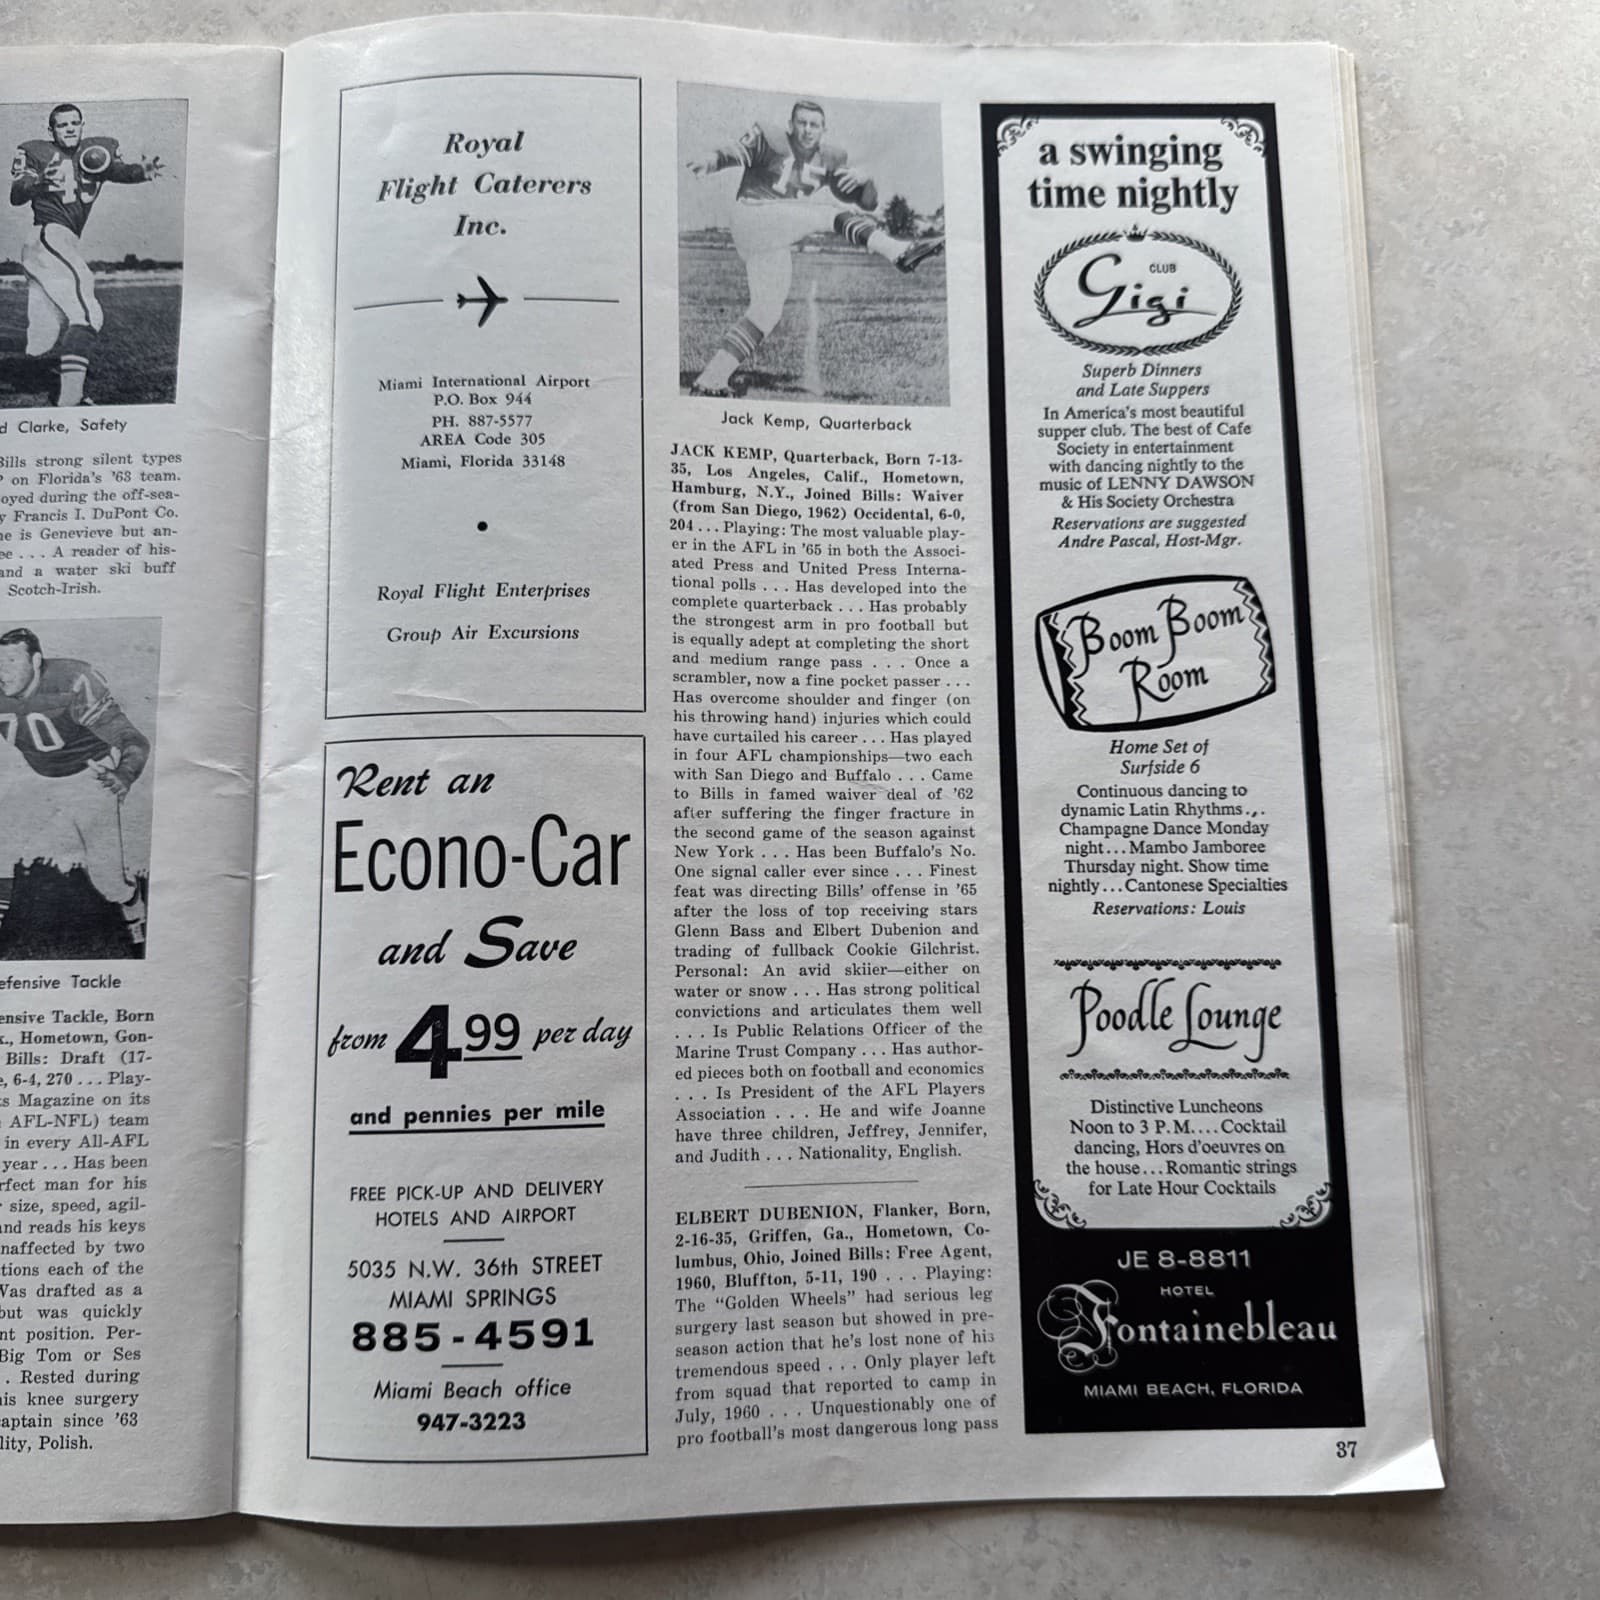 Clarke, Safety
Bills strong silent types
on Florida's '63 team.
oyed during the off-sea-
y Francis I. DuPont Co.
ne is Genevieve but an-
ee . . . A reader of his-
and a water ski buff
Scotch-Irish.
70
efensive Tackle
ensive Tackle, Born
x., Hometown, Gon-
Bills: Draft (17-
e, 6-4, 270 . . . Play-
ts Magazine on its
AFL-NFL) team
in every All-AFL
year . . . Has been
rfect man for his
size, speed, agil-
and reads his keys
naffected by two
tions each of the
Was drafted as a
but was quickly
nt position. Per-
Big Tom or Ses
. Rested during
his knee surgery
aptain since '63
lity, Polish.
Royal
Flight Caterers
Inc.
Miami International Airport
P.O. Box 944
PH. 887-5577
AREA Code 305
Miami, Florida 33148
•
Royal Flight Enterprises
Group Air Excursions
Rent an
Econo-Car
and Save
from 4.99 per day
and pennies per mile
FREE PICK-UP AND DELIVERY
HOTELS AND AIRPORT
5035 N.W. 36th STREET
MIAMI SPRINGS
885-4591
Miami Beach office
947-3223
15
Jack Kemp, Quarterback
JACK KEMP, Quarterback, Born 7-13-
35, Los Angeles, Calif., Hometown,
Hamburg, N.Y., Joined Bills: Waiver
(from San Diego, 1962) Occidental, 6-0,
204 . . . Playing: The most valuable play-
er in the AFL in '65 in both the Associ-
ated Press and United Press Interna-
tional polls . . . Has developed into the
complete quarterback . . . Has probably
the strongest arm in pro football but
is equally adept at completing the short
and medium range pass . . . Once a
scrambler, now a fine pocket passer . . .
Has overcome shoulder and finger (on
his throwing hand) injuries which could
have curtailed his career . . . Has played
in four AFL championships—two each
with San Diego and Buffalo . . . Came
to Bills in famed waiver deal of '62
after suffering the finger fracture in
the second game of the season against
New York . . . Has been Buffalo's No.
One signal caller ever since . . . Finest
feat was directing Bills' offense in '65
after the loss of top receiving stars
Glenn Bass and Elbert Dubenion and
trading of fullback Cookie Gilchrist.
Personal: An avid skiier—either on
water or snow . . . Has strong political
convictions and articulates them well
. . . Is Public Relations Officer of the
Marine Trust Company . . . Has author-
ed pieces both on football and economics
. . . Is President of the AFL Players
Association . . . He and wife Joanne
have three children, Jeffrey, Jennifer,
and Judith . . . Nationality, English.
ELBERT DUBENION, Flanker, Born,
2-16-35, Griffen, Ga., Hometown, Co-
lumbus, Ohio, Joined Bills: Free Agent,
1960, Bluffton, 5-11, 190 . . . Playing:
The "Golden Wheels" had serious leg
surgery last season but showed in pre-
season action that he's lost none of his
tremendous speed . . . Only player left
from squad that reported to camp in
July, 1960 . . . Unquestionably one of
pro football's most dangerous long pass
a swinging
time nightly
CLUB
Gigi
Superb Dinners
and Late Suppers
In America's most beautiful
supper club. The best of Cafe
Society in entertainment
with dancing nightly to the
music of LENNY DAWSON
& His Society Orchestra
Reservations are suggested
Andre Pascal, Host-Mgr.
Boom Boom
Room
Home Set of
Surfside 6
Continuous dancing to
dynamic Latin Rhythms . . .
Champagne Dance Monday
night . . . Mambo Jamboree
Thursday night. Show time
nightly . . . Cantonese Specialties
Reservations: Louis
Poodle Lounge
Distinctive Luncheons
Noon to 3 P.M. . . . Cocktail
dancing, Hors d'oeuvres on
the house . . . Romantic strings
for Late Hour Cocktails
JE 8-8811
HOTEL
Fontainebleau
MIAMI BEACH, FLORIDA
37